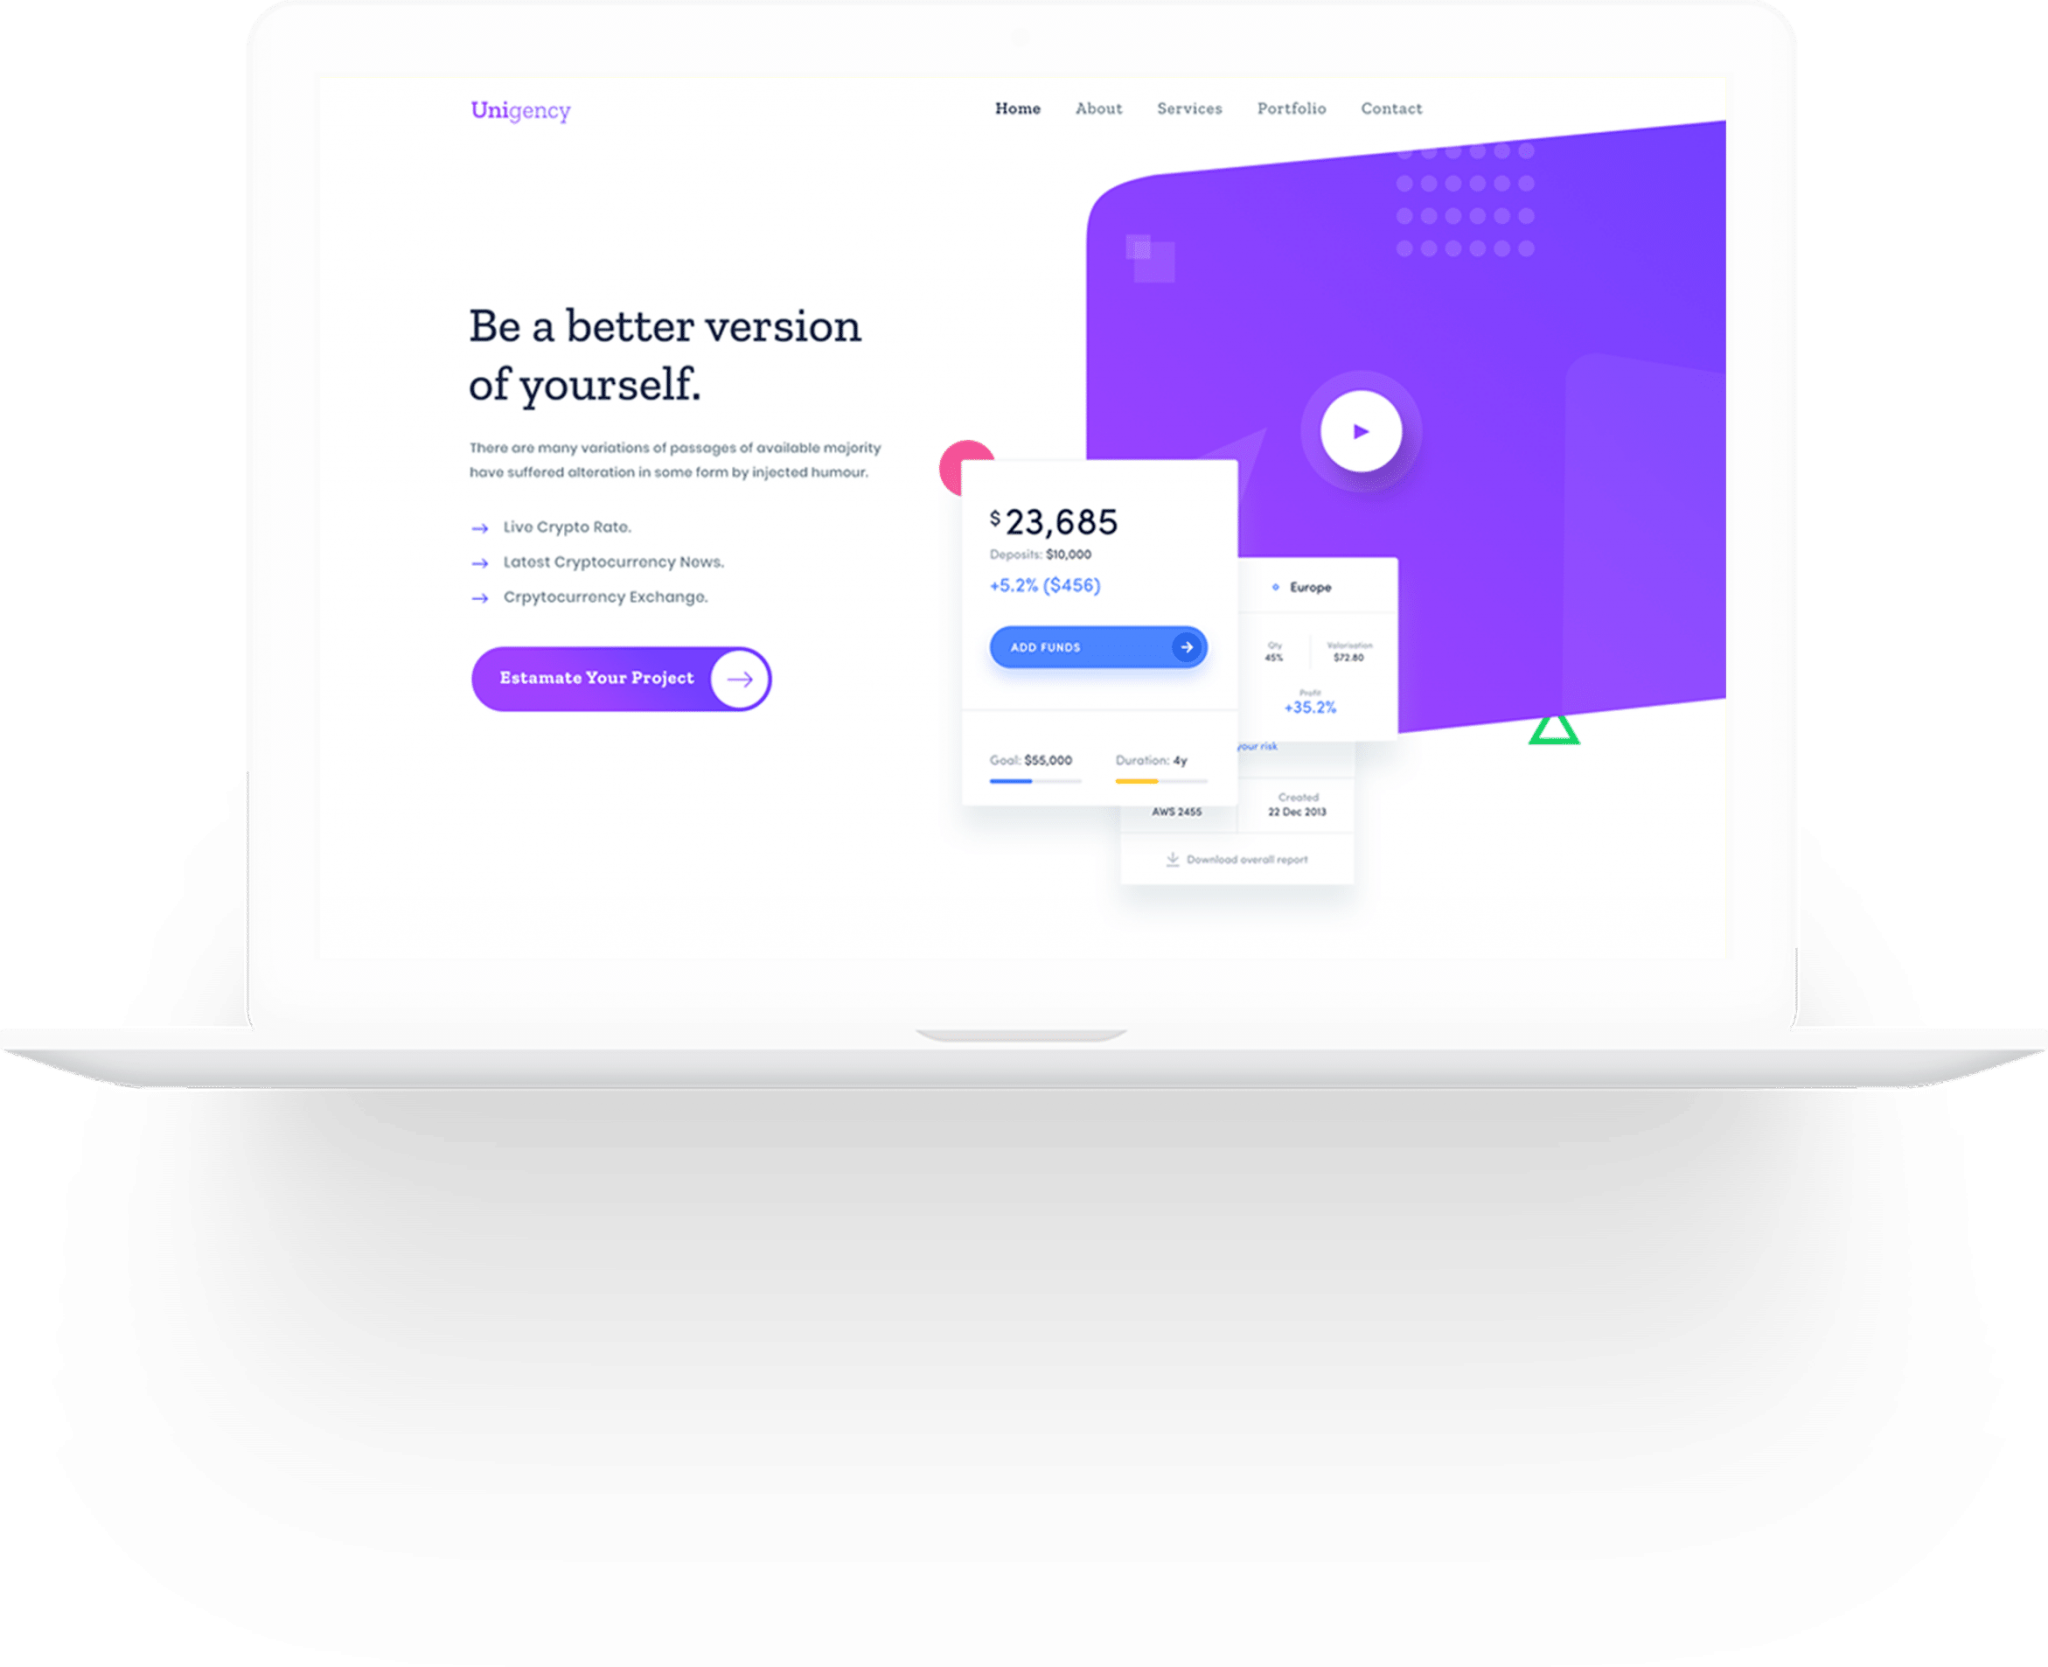 Unigency
Home About Services Portfolio Contact
Be a better version
of yourself.
There are many variations of passages of available majority
have suffered alteration in some form by injected humour.
Live Crypto Rate.
Latest Cryptocurrency News.
Crpytocurrency Exchange.
Estamate Your Project
$23,685
Deposits: $10,000
+5.2% ($456)
ADD FUNDS
Goal: $55,000 Duration: 4y
Europe
Qty Valorisation
45% $72.80
Profit
+35.2%
your risk
Created
AWS 2455 22 Dec 2013
Download overall report